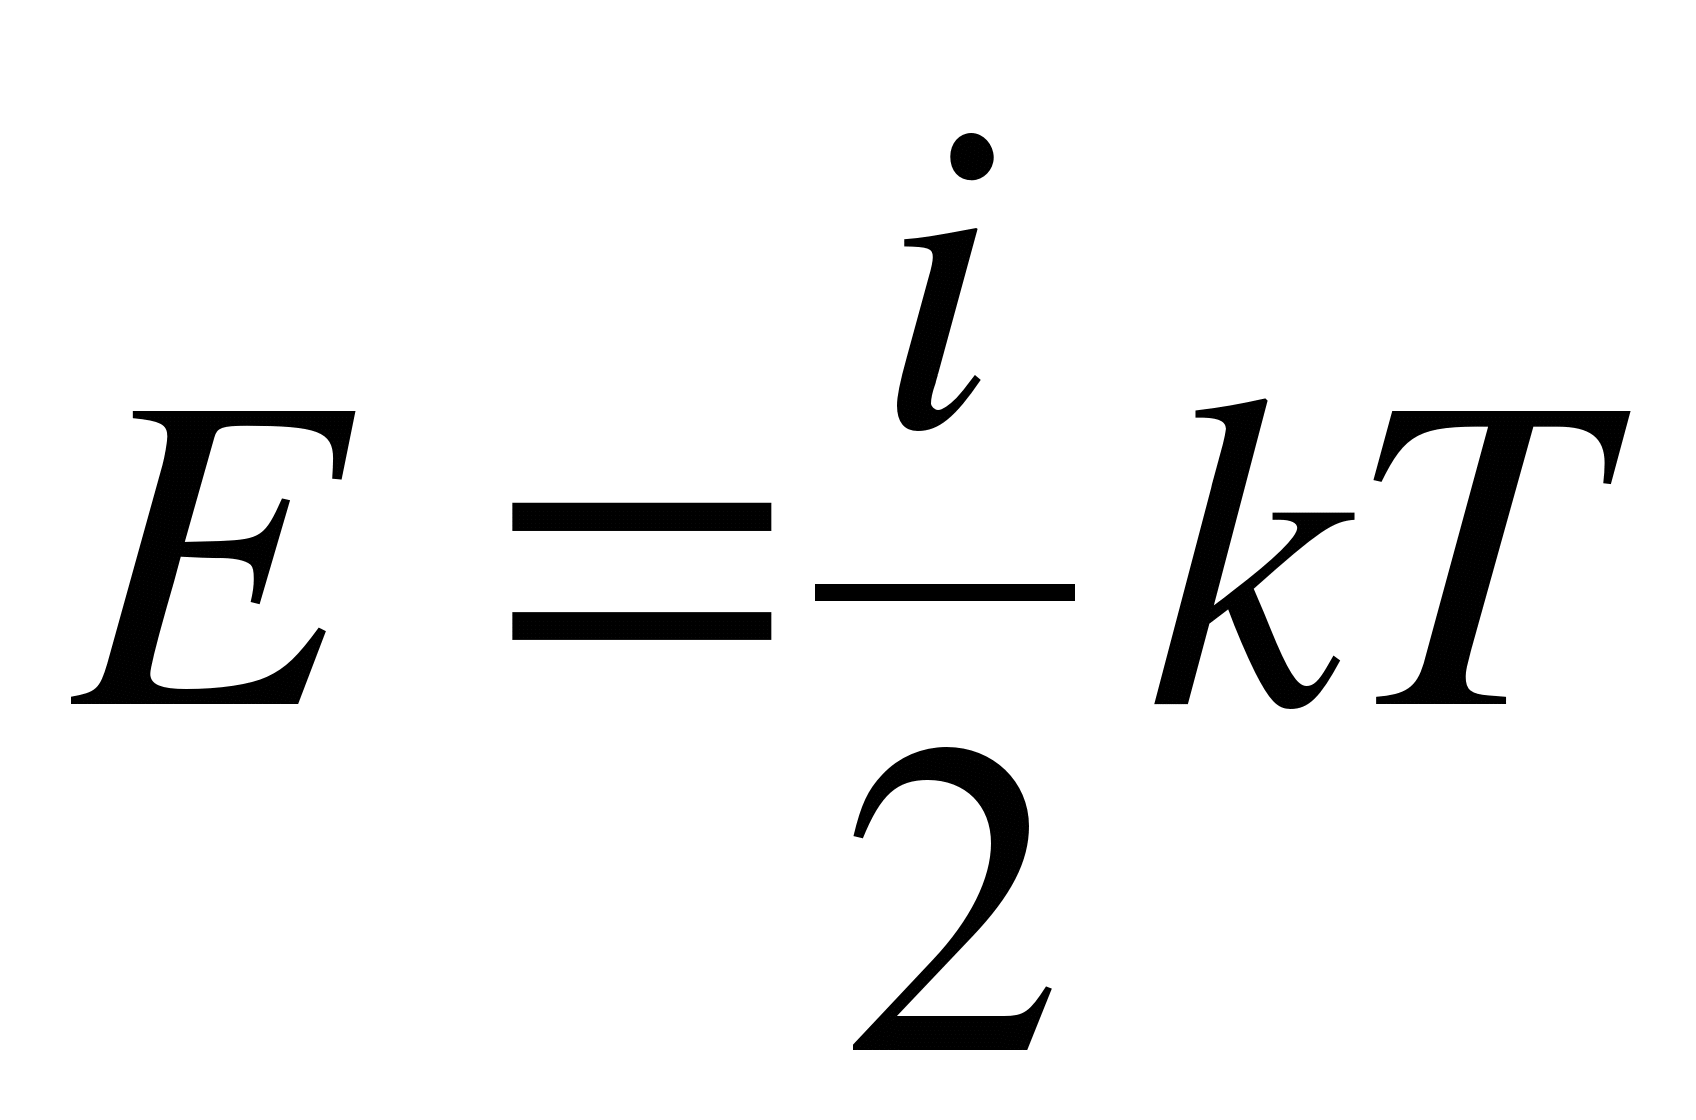 E = i/2 kT